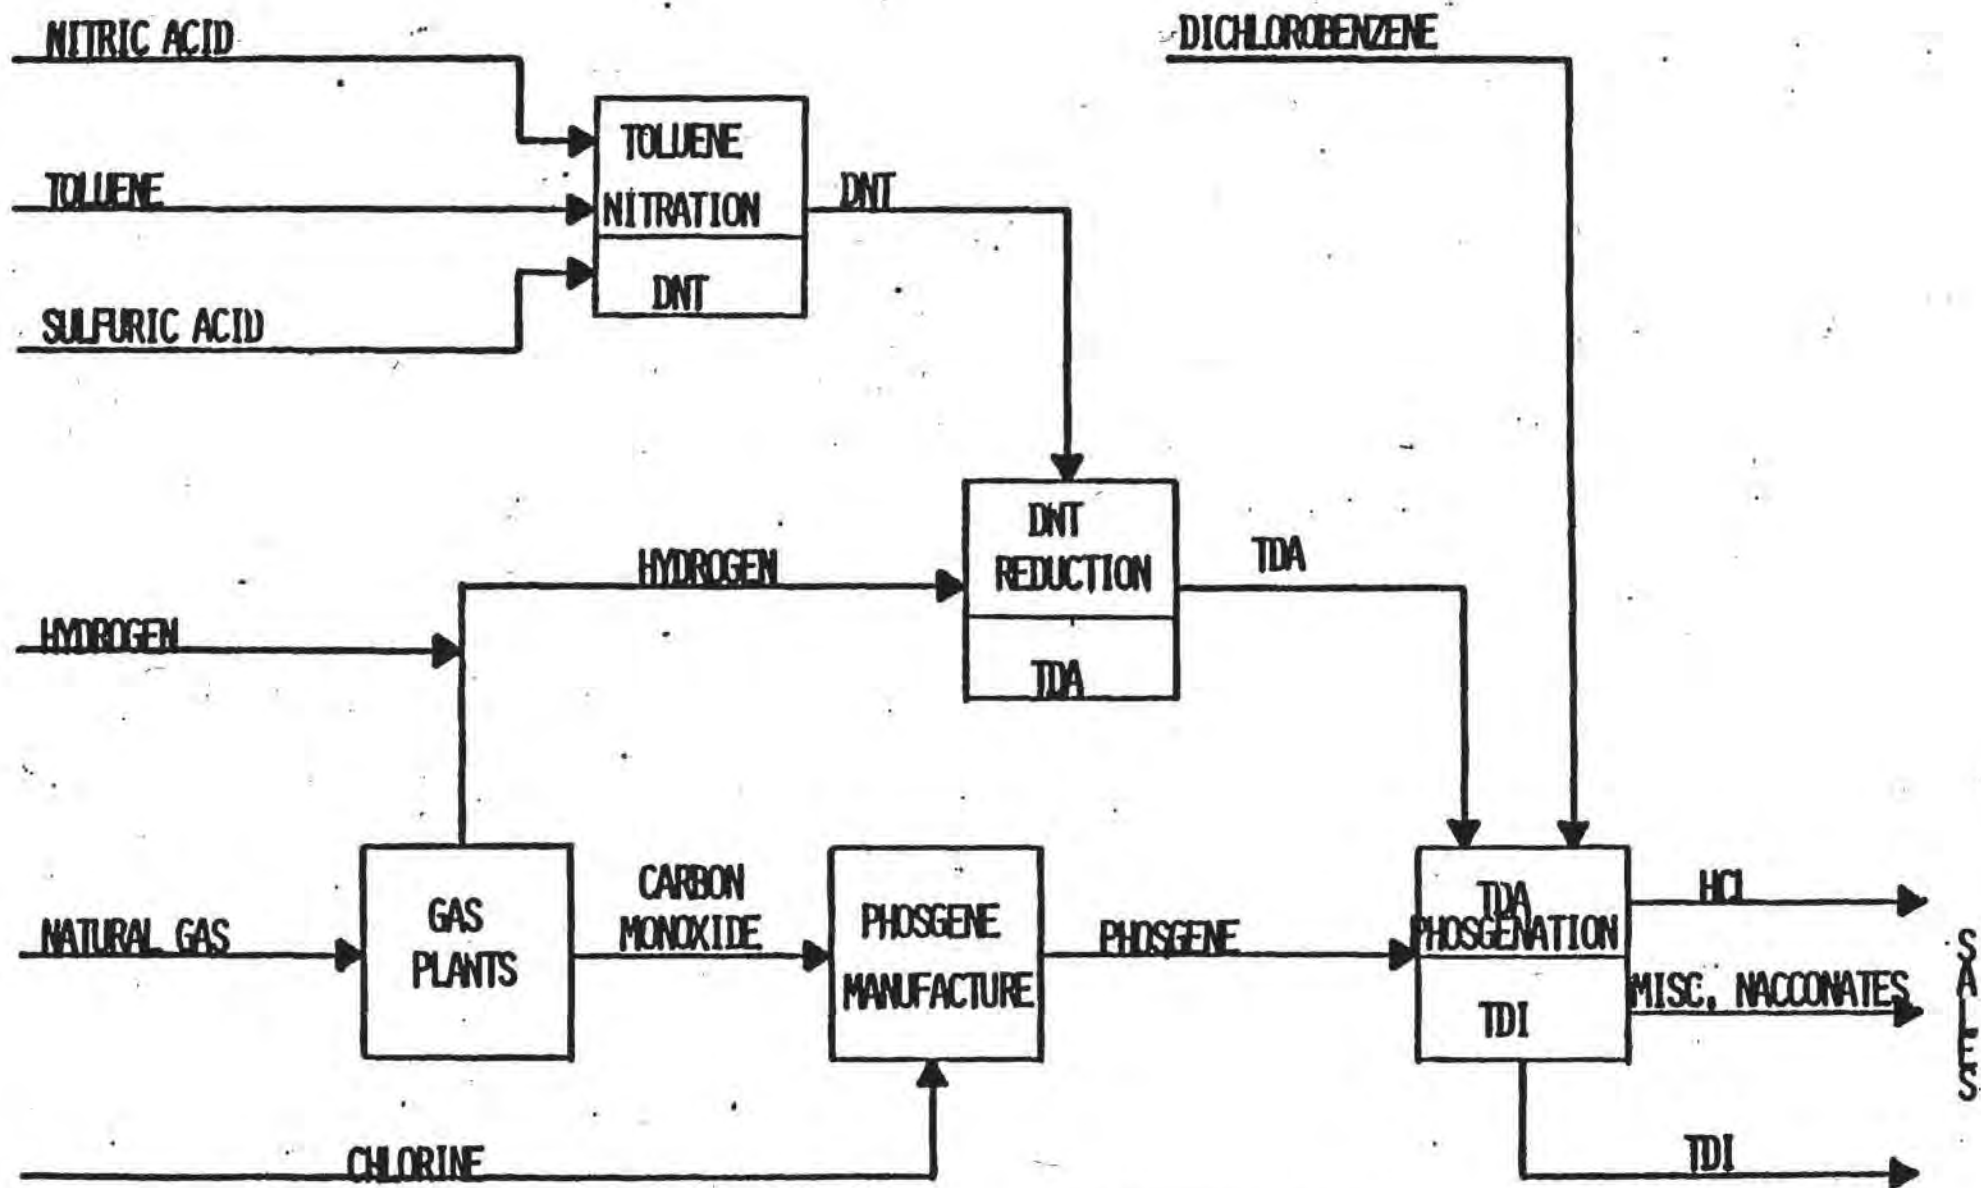 NITRIC ACID
DICHLOROBENZENE
TOLUENE
NITRATION
DNT
TOLUENE
DNT
SULFURIC ACID
DNT
REDUCTION
TDA
HYDROGEN
TDA
HYDROGEN
NATURAL GAS
GAS
PLANTS
CARBON
MONOXIDE
PHOSGENE
MANUFACTURE
PHOSGENE
TDA
PHOSGENATION
TDI
HCl
MISC. NACCONATES
SALES
CHLORINE
TDI